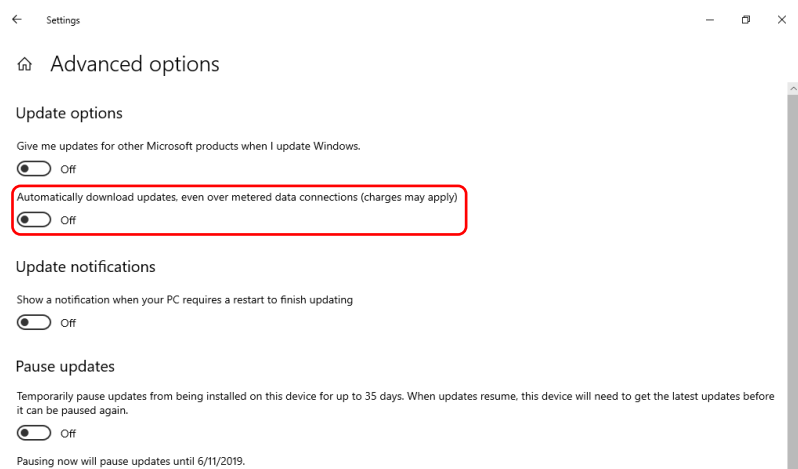 Settings
Advanced options
Update options
Give me updates for other Microsoft products when I update Windows.
Off
Automatically download updates, even over metered data connections (charges may apply)
Off
Update notifications
Show a notification when your PC requires a restart to finish updating
Off
Pause updates
Temporarily pause updates from being installed on this device for up to 35 days. When updates resume, this device will need to get the latest updates before
it can be paused again.
Off
Pausing now will pause updates until 6/11/2019.